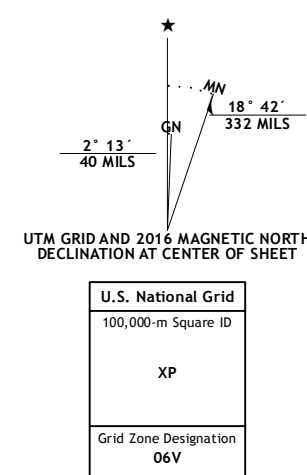 ★
MN
18° 42´
332 MILS
GN
2° 13´
40 MILS
UTM GRID AND 2016 MAGNETIC NORTH
DECLINATION AT CENTER OF SHEET
U.S. National Grid
100,000-m Square ID
XP
Grid Zone Designation
06V